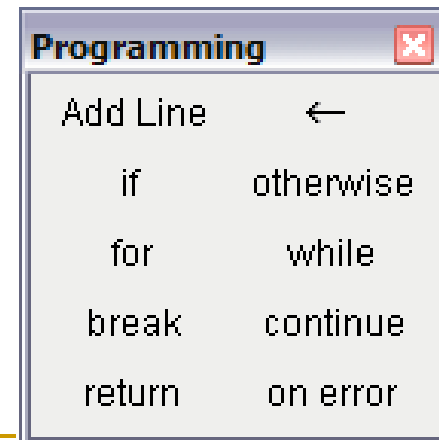 Programming
Add Line ←
if otherwise
for while
break continue
return on error